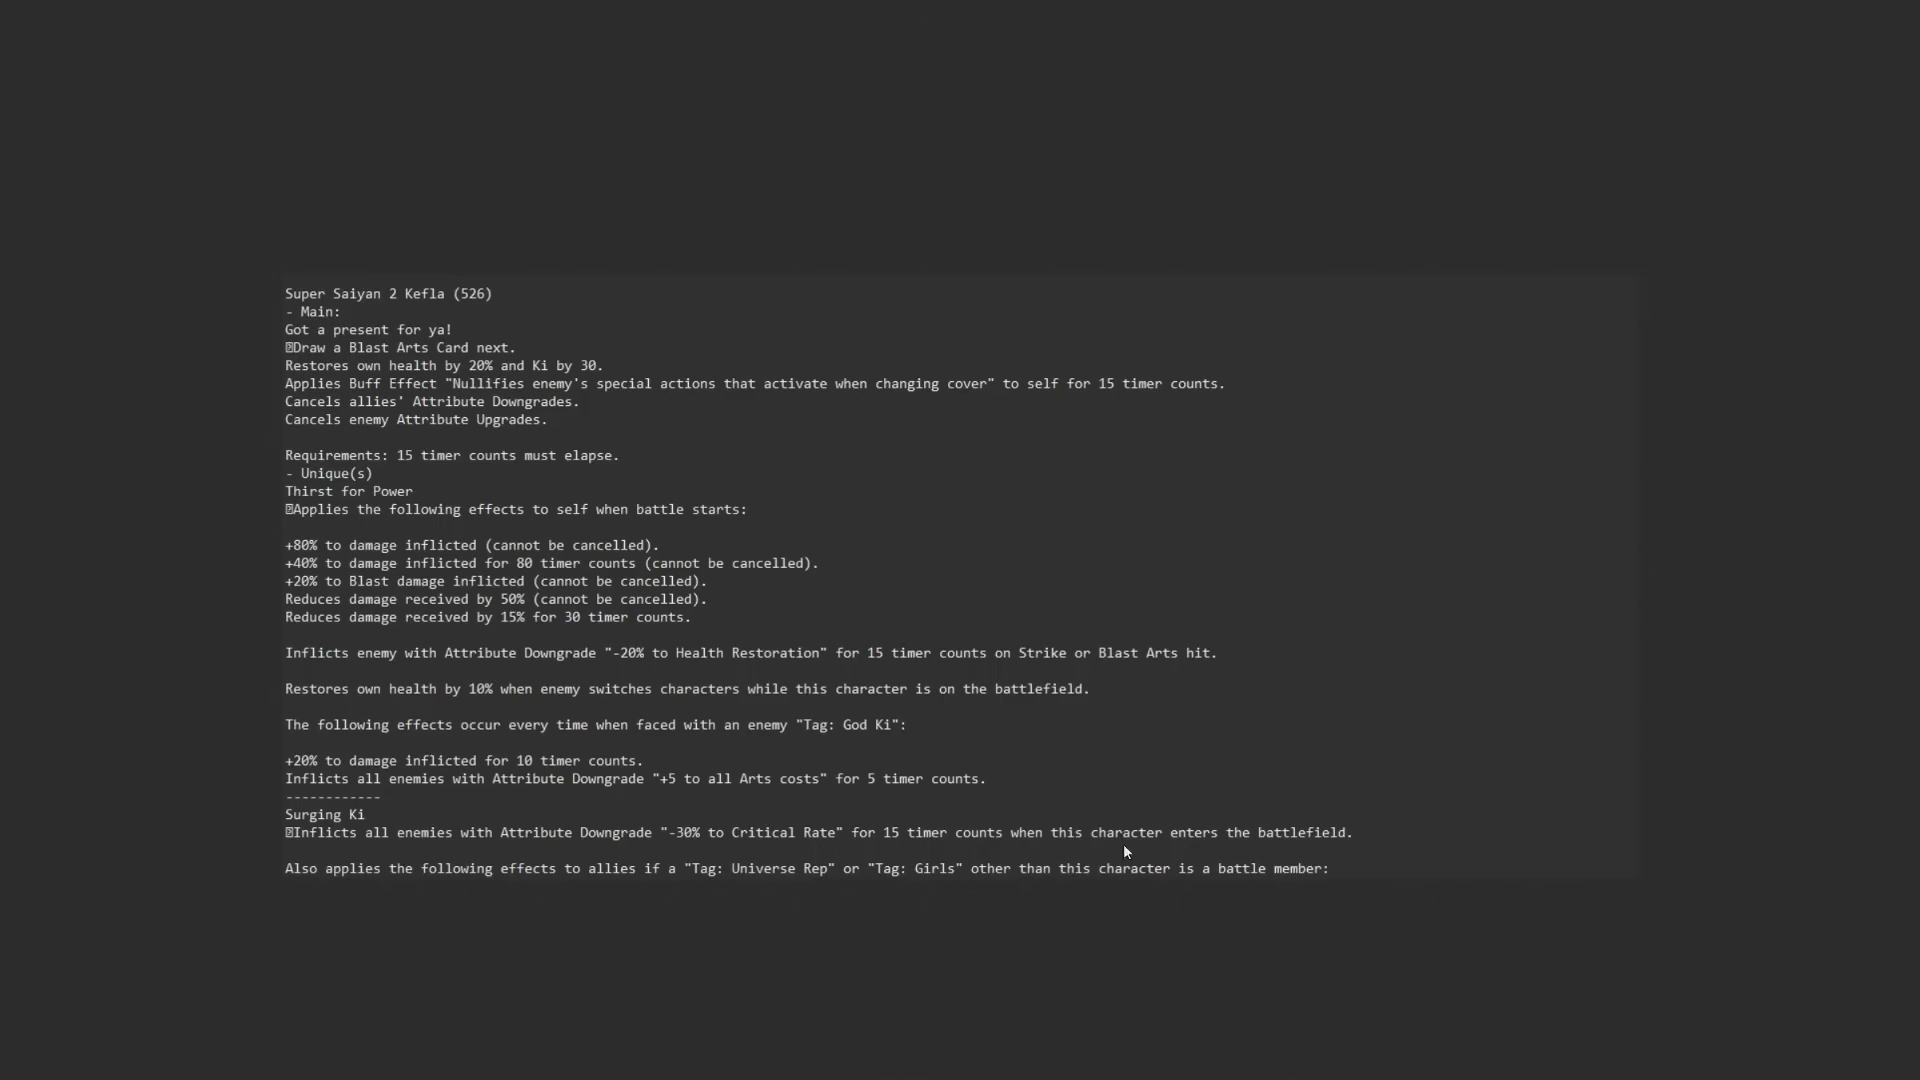 Super Saiyan 2 Kefla (526)
- Main:
Got a present for ya!
Draw a Blast Arts Card next.
Restores own health by 20% and Ki by 30.
Applies Buff Effect "Nullifies enemy's special actions that activate when changing cover" to self for 15 timer counts.
Cancels allies' Attribute Downgrades.
Cancels enemy Attribute Upgrades.
Requirements: 15 timer counts must elapse.
- Unique(s)
Thirst for Power
Applies the following effects to self when battle starts:
+80% to damage inflicted (cannot be cancelled).
+40% to damage inflicted for 80 timer counts (cannot be cancelled).
+20% to Blast damage inflicted (cannot be cancelled).
Reduces damage received by 50% (cannot be cancelled).
Reduces damage received by 15% for 30 timer counts.
Inflicts enemy with Attribute Downgrade "-20% to Health Restoration" for 15 timer counts on Strike or Blast Arts hit.
Restores own health by 10% when enemy switches characters while this character is on the battlefield.
The following effects occur every time when faced with an enemy "Tag: God Ki":
+20% to damage inflicted for 10 timer counts.
Inflicts all enemies with Attribute Downgrade "+5 to all Arts costs" for 5 timer counts.
------------
Surging Ki
Inflicts all enemies with Attribute Downgrade "-30% to Critical Rate" for 15 timer counts when this character enters the battlefield.
Also applies the following effects to allies if a "Tag: Universe Rep" or "Tag: Girls" other than this character is a battle member: